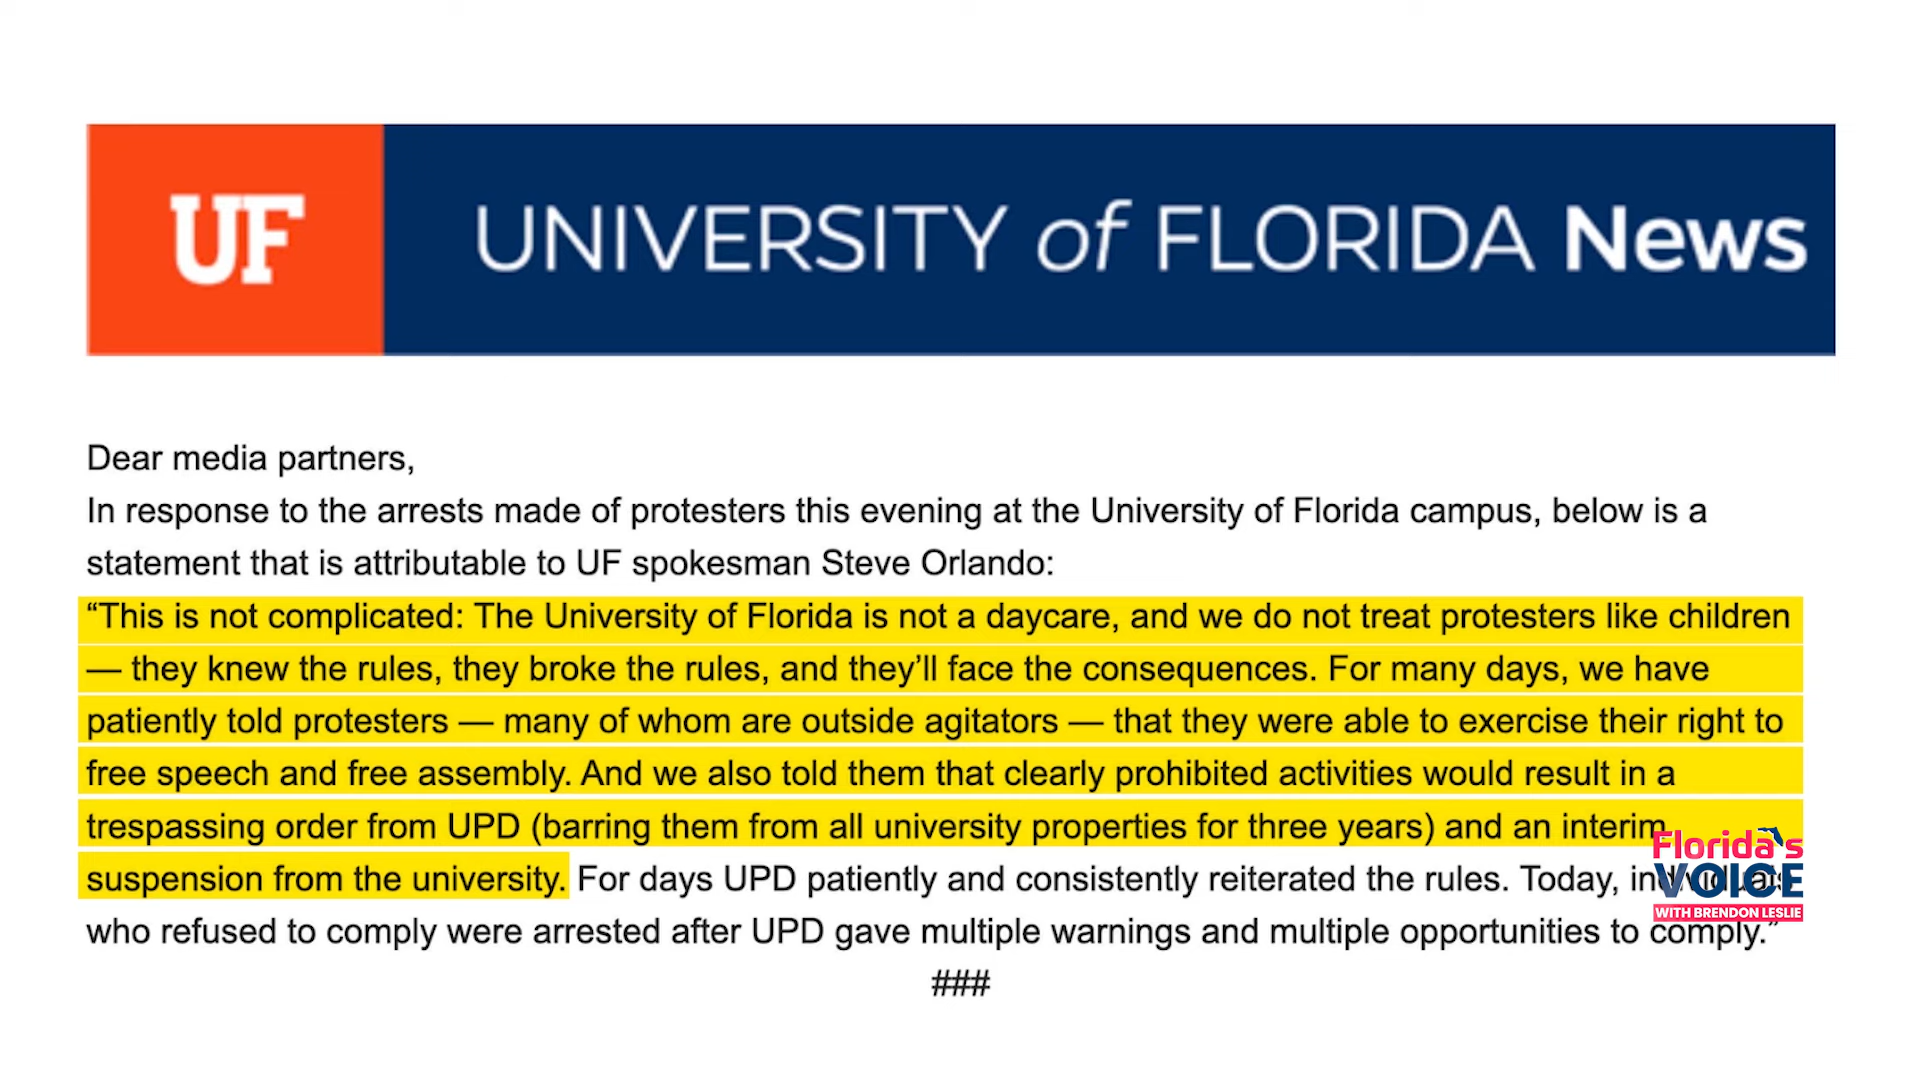 UF
UNIVERSITY of FLORIDA News
Dear media partners,
In response to the arrests made of protesters this evening at the University of Florida campus, below is a
statement that is attributable to UF spokesman Steve Orlando:
“This is not complicated: The University of Florida is not a daycare, and we do not treat protesters like children
— they knew the rules, they broke the rules, and they’ll face the consequences. For many days, we have
patiently told protesters — many of whom are outside agitators — that they were able to exercise their right to
free speech and free assembly. And we also told them that clearly prohibited activities would result in a
trespassing order from UPD (barring them from all university properties for three years) and an interim
suspension from the university. For days UPD patiently and consistently reiterated the rules. Today, individuals
who refused to comply were arrested after UPD gave multiple warnings and multiple opportunities to comply.”
###
Florida's
VOICE
WITH BRENDON LESLIE